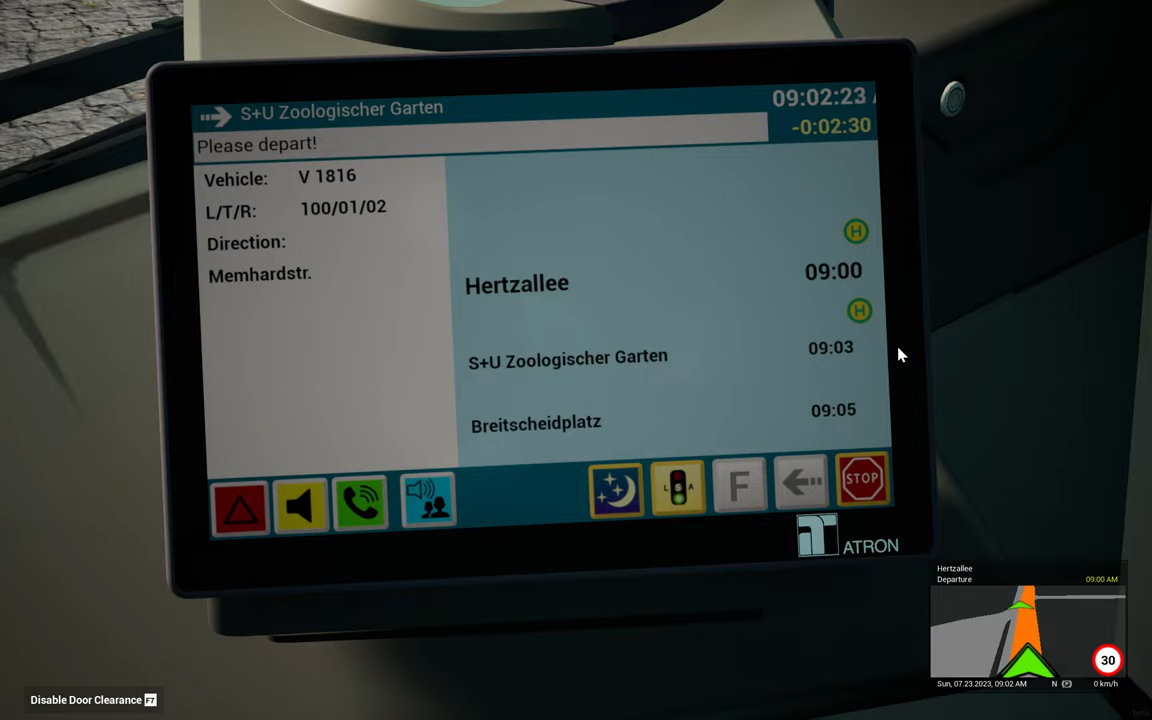 S+U Zoologischer Garten
09:02:23
Please depart!
-0:02:30
Vehicle: V 1816
L/T/R: 100/01/02
Direction:
Memhardstr.
H
Hertzallee 09:00
H
S+U Zoologischer Garten 09:03
Breitscheidplatz 09:05
L S A
F
STOP
ATRON
Hertzallee
Departure 09:00 AM
30
Sun, 07.23.2023, 09:02 AM N P 0 km/h
Disable Door Clearance F7